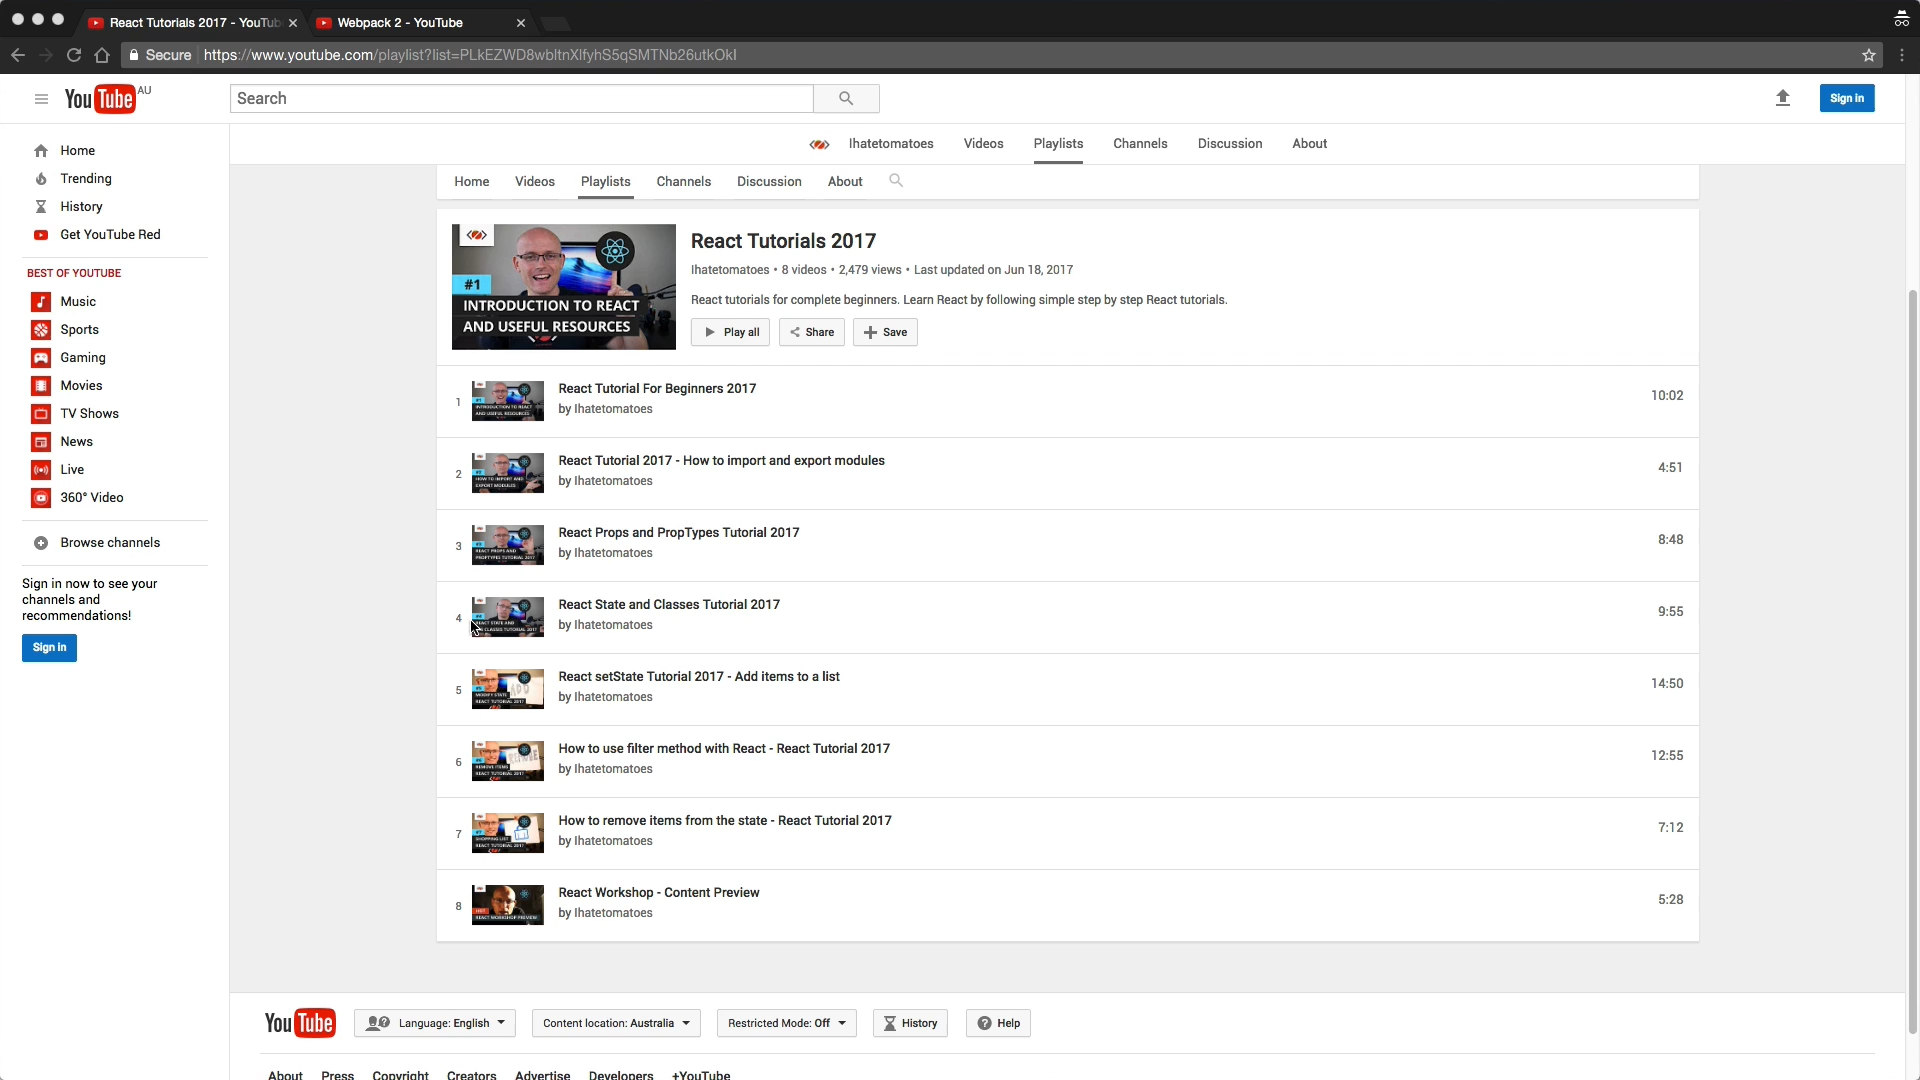 React Tutorials 2017 - YouTub
Webpack 2 - YouTube
Secure https://www.youtube.com/playlist?list=PLkEZWD8wbltnXlfyhS5qSMTNb26utkOkI
YouTube AU
Search
Sign in
Ihatetomatoes Videos Playlists Channels Discussion About
Home
Trending
History
Get YouTube Red
BEST OF YOUTUBE
Music
Sports
Gaming
Movies
TV Shows
News
Live
360° Video
Browse channels
Sign in now to see your
channels and
recommendations!
Sign in
Home Videos Playlists Channels Discussion About
#1
INTRODUCTION TO REACT
AND USEFUL RESOURCES
React Tutorials 2017
Ihatetomatoes • 8 videos • 2,479 views • Last updated on Jun 18, 2017
React tutorials for complete beginners. Learn React by following simple step by step React tutorials.
Play all Share Save
1 React Tutorial For Beginners 2017 10:02
by Ihatetomatoes
2 React Tutorial 2017 - How to import and export modules 4:51
by Ihatetomatoes
3 React Props and PropTypes Tutorial 2017 8:48
by Ihatetomatoes
4 React State and Classes Tutorial 2017 9:55
by Ihatetomatoes
5 React setState Tutorial 2017 - Add items to a list 14:50
by Ihatetomatoes
6 How to use filter method with React - React Tutorial 2017 12:55
by Ihatetomatoes
7 How to remove items from the state - React Tutorial 2017 7:12
by Ihatetomatoes
8 React Workshop - Content Preview 5:28
by Ihatetomatoes
YouTube Language: English Content location: Australia Restricted Mode: Off History Help
About Press Copyright Creators Advertise Developers +YouTube